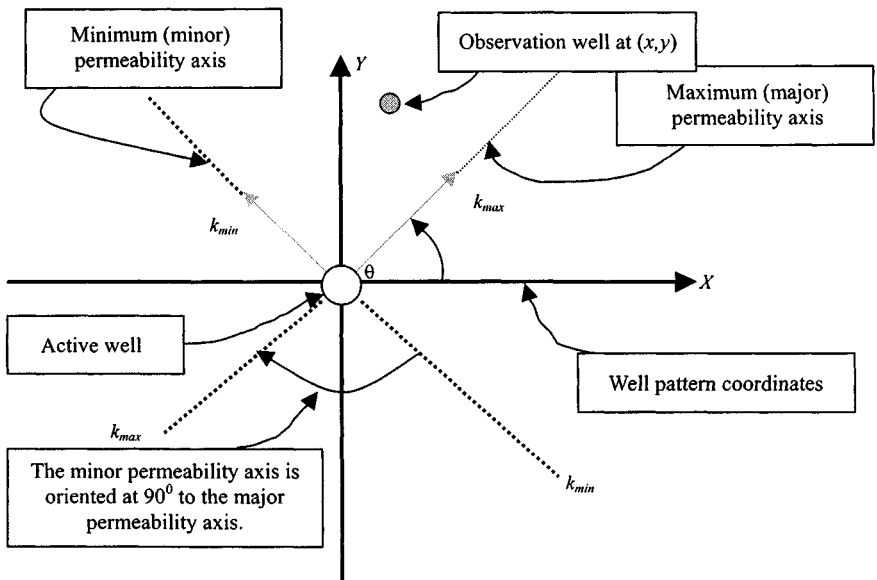 Minimum (minor)
permeability axis
Y
Observation well at (x,y)
Maximum (major)
permeability axis
k_min
k_max
θ
X
Active well
Well pattern coordinates
k_max
The minor permeability axis is
oriented at 90⁰ to the major
permeability axis.
k_min